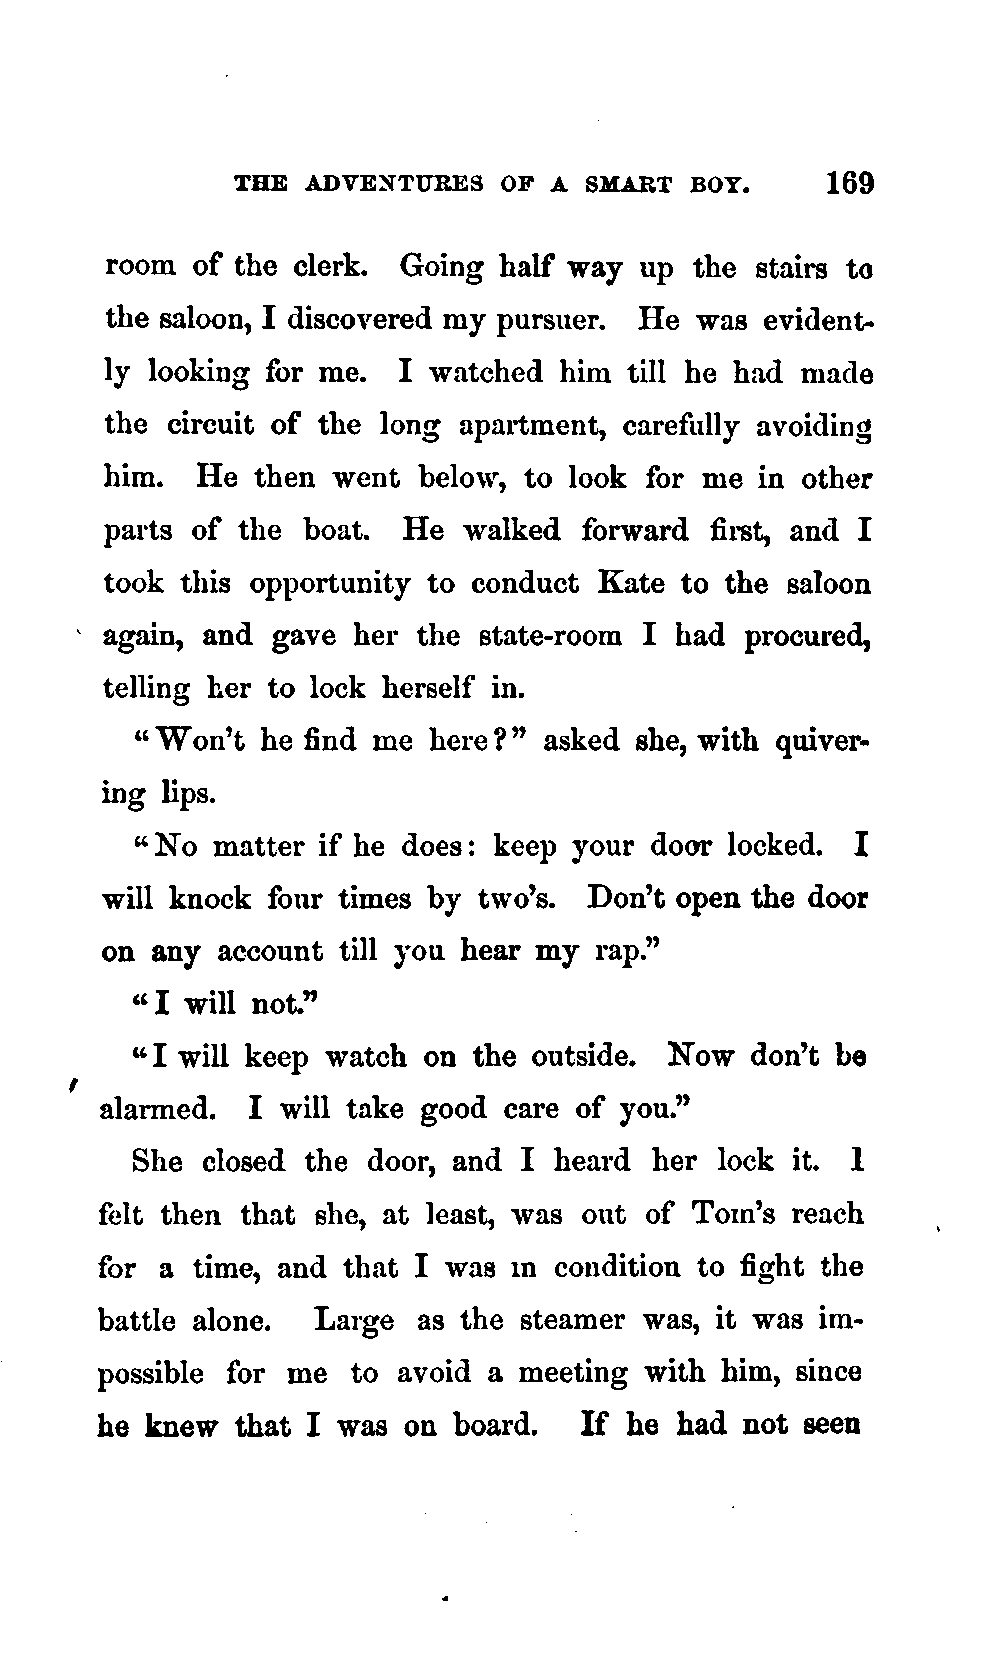 THE ADVENTURES OF A SMART BOY. 169
room of the clerk. Going half way up the stairs to
the saloon, I discovered my pursuer. He was evident-
ly looking for me. I watched him till he had made
the circuit of the long apartment, carefully avoiding
him. He then went below, to look for me in other
parts of the boat. He walked forward first, and I
took this opportunity to conduct Kate to the saloon
again, and gave her the state-room I had procured,
telling her to lock herself in.
"Won't he find me here?" asked she, with quiver-
ing lips.
"No matter if he does: keep your door locked. I
will knock four times by two's. Don't open the door
on any account till you hear my rap."
"I will not."
"I will keep watch on the outside. Now don't be
alarmed. I will take good care of you."
She closed the door, and I heard her lock it. I
felt then that she, at least, was out of Tom's reach
for a time, and that I was in condition to fight the
battle alone. Large as the steamer was, it was im-
possible for me to avoid a meeting with him, since
he knew that I was on board. If he had not seen